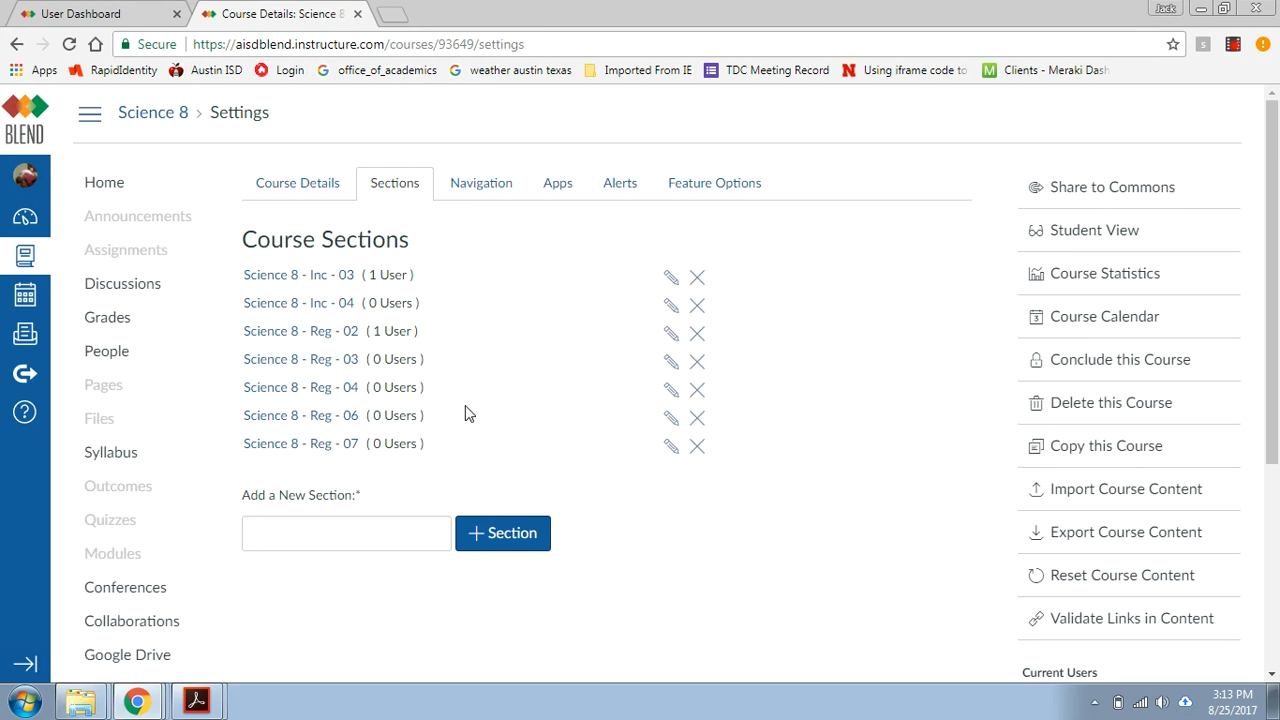 User Dashboard
Course Details: Science 8
Jack
Secure https://aisdblend.instructure.com/courses/93649/settings
S
Apps RapidIdentity Austin ISD Login office_of_academics weather austin texas Imported From IE TDC Meeting Record Using iframe code to Clients - Meraki Dash
BLEND
Science 8 > Settings
Home
Announcements
Assignments
Discussions
Grades
People
Pages
Files
Syllabus
Outcomes
Quizzes
Modules
Conferences
Collaborations
Google Drive
Course Details Sections Navigation Apps Alerts Feature Options
Course Sections
Science 8 - Inc - 03 ( 1 User )
Science 8 - Inc - 04 ( 0 Users )
Science 8 - Reg - 02 ( 1 User )
Science 8 - Reg - 03 ( 0 Users )
Science 8 - Reg - 04 ( 0 Users )
Science 8 - Reg - 06 ( 0 Users )
Science 8 - Reg - 07 ( 0 Users )
Add a New Section:*
+ Section
Share to Commons
Student View
Course Statistics
Course Calendar
Conclude this Course
Delete this Course
Copy this Course
Import Course Content
Export Course Content
Reset Course Content
Validate Links in Content
Current Users
3:13 PM
8/25/2017